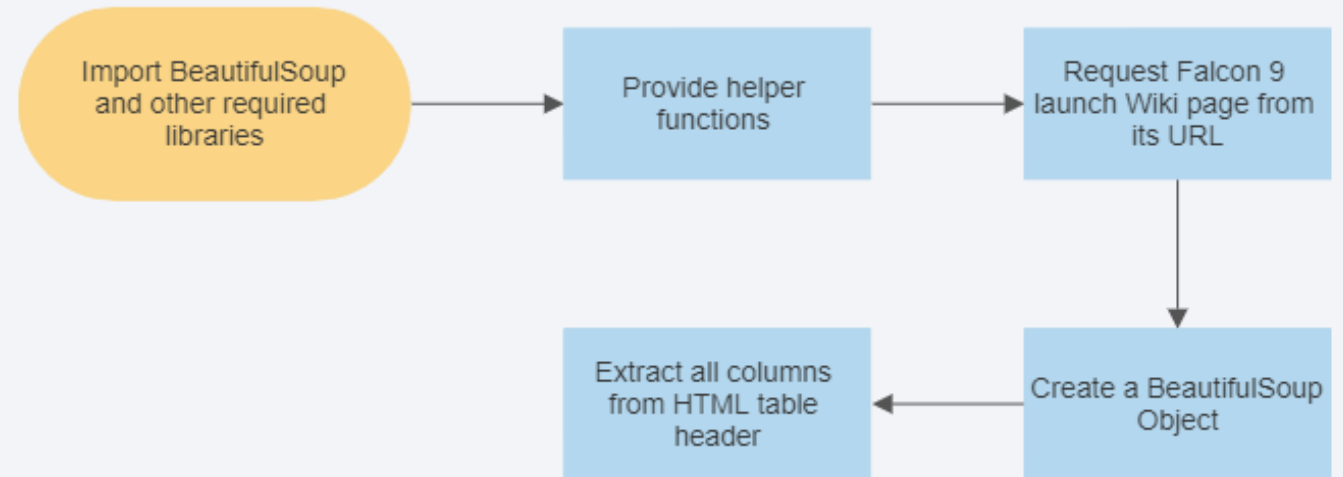 Import BeautifulSoup
and other required
libraries
Provide helper
functions
Request Falcon 9
launch Wiki page from
its URL
Create a BeautifulSoup
Object
Extract all columns
from HTML table
header